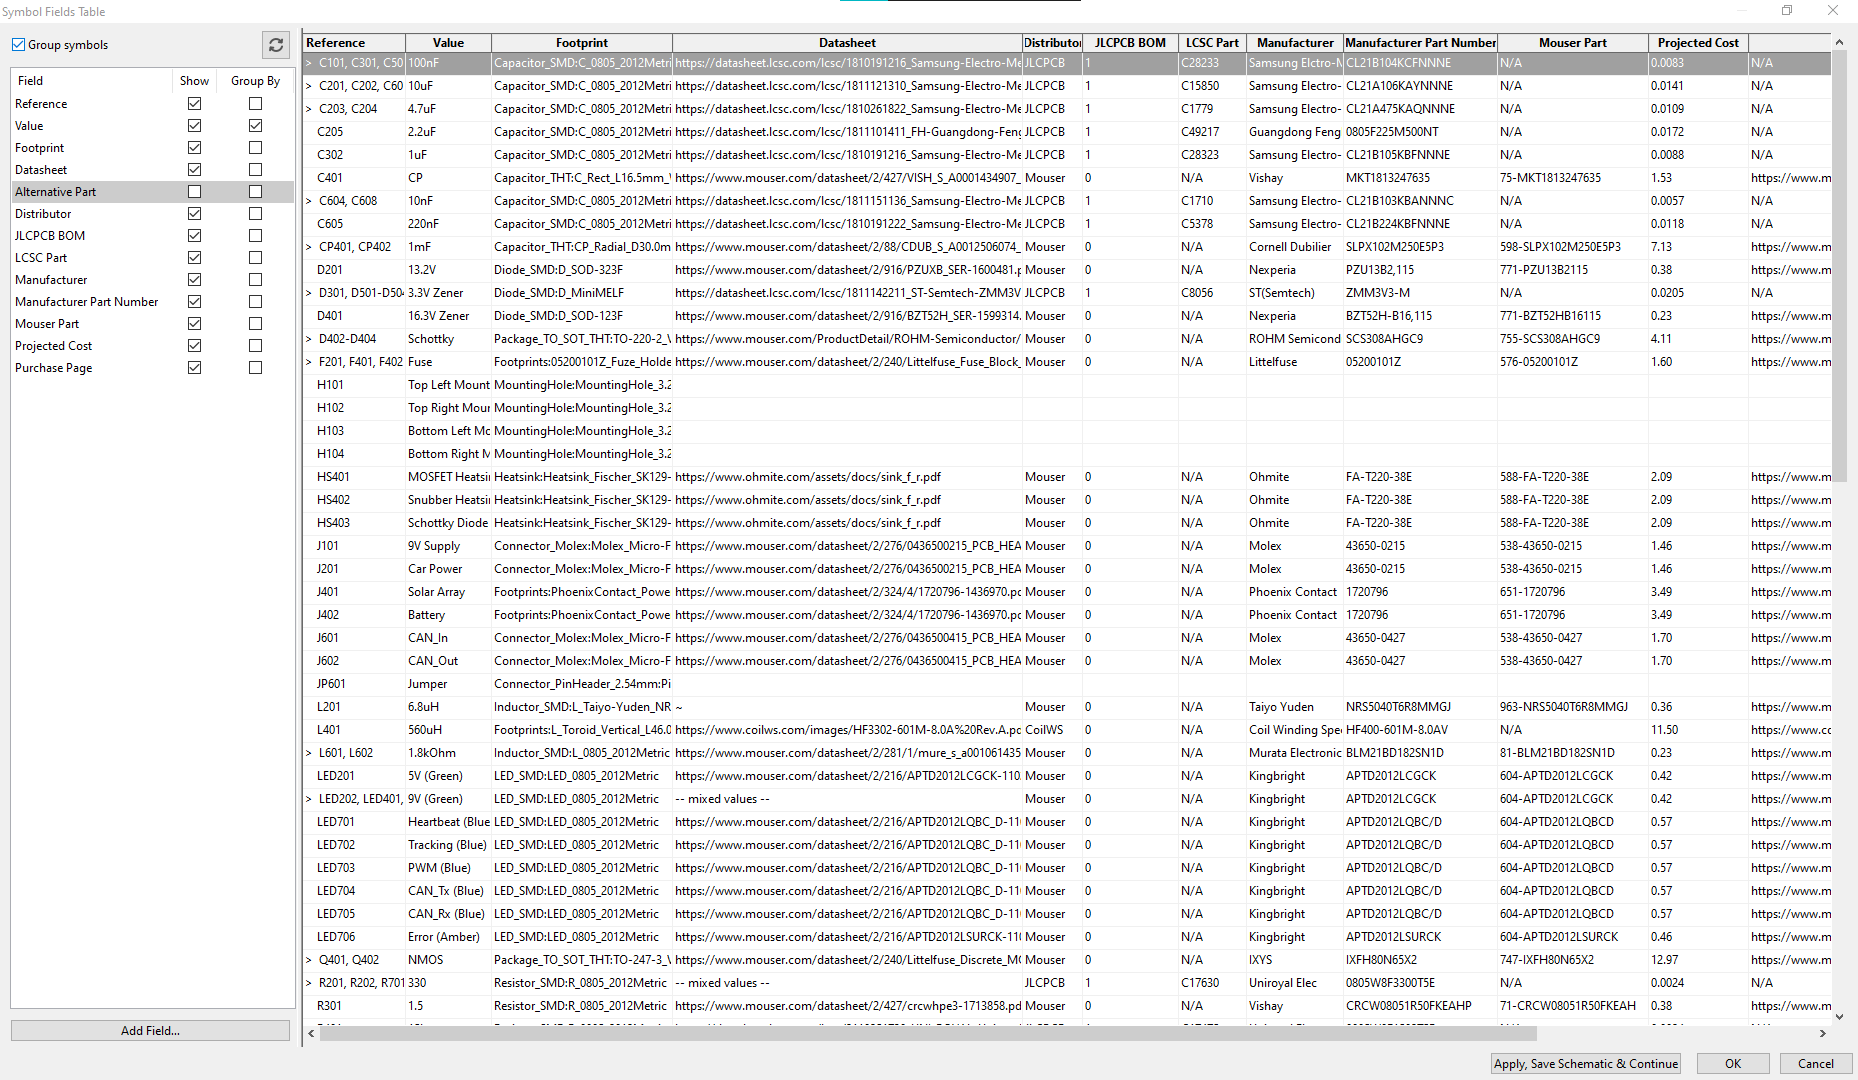 Symbol Fields Table
Group symbols
Field Show Group By
Reference
Value
Footprint
Datasheet
Alternative Part
Distributor
JLCPCB BOM
LCSC Part
Manufacturer
Manufacturer Part Number
Mouser Part
Projected Cost
Purchase Page
Add Field...
Reference Value Footprint Datasheet Distributor JLCPCB BOM LCSC Part Manufacturer Manufacturer Part Number Mouser Part Projected Cost
> C101, C301, C50 100nF Capacitor_SMD:C_0805_2012Metri https://datasheet.lcsc.com/lcsc/1810191216_Samsung-Electro-Me JLCPCB 1 C28233 Samsung Elctro-M CL21B104KCFNNNE N/A 0.0083 N/A
> C201, C202, C60 10uF Capacitor_SMD:C_0805_2012Metri https://datasheet.lcsc.com/lcsc/1811121310_Samsung-Electro-Me JLCPCB 1 C15850 Samsung Electro- CL21A106KAYNNNE N/A 0.0141 N/A
> C203, C204 4.7uF Capacitor_SMD:C_0805_2012Metri https://datasheet.lcsc.com/lcsc/1810261822_Samsung-Electro-Me JLCPCB 1 C1779 Samsung Electro- CL21A475KAQNNNE N/A 0.0109 N/A
C205 2.2uF Capacitor_SMD:C_0805_2012Metri https://datasheet.lcsc.com/lcsc/1811101411_FH-Guangdong-Feng JLCPCB 1 C49217 Guangdong Feng 0805F225M500NT N/A 0.0172 N/A
C302 1uF Capacitor_SMD:C_0805_2012Metri https://datasheet.lcsc.com/lcsc/1810191216_Samsung-Electro-Me JLCPCB 1 C28323 Samsung Electro- CL21B105KBFNNNE N/A 0.0088 N/A
C401 CP Capacitor_THT:C_Rect_L16.5mm_ https://www.mouser.com/datasheet/2/427/VISH_S_A0001434907_ Mouser 0 N/A Vishay MKT1813247635 75-MKT1813247635 1.53 https://www.m
> C604, C608 10nF Capacitor_SMD:C_0805_2012Metri https://datasheet.lcsc.com/lcsc/1811151136_Samsung-Electro-Me JLCPCB 1 C1710 Samsung Electro- CL21B103KBANNNC N/A 0.0057 N/A
C605 220nF Capacitor_SMD:C_0805_2012Metri https://datasheet.lcsc.com/lcsc/1810191222_Samsung-Electro-Me JLCPCB 1 C5378 Samsung Electro- CL21B224KBFNNNE N/A 0.0118 N/A
> CP401, CP402 1mF Capacitor_THT:CP_Radial_D30.0m https://www.mouser.com/datasheet/2/88/CDUB_S_A0012506074_ Mouser 0 N/A Cornell Dubilier SLPX102M250E5P3 598-SLPX102M250E5P3 7.13 https://www.m
D201 13.2V Diode_SMD:D_SOD-323F https://www.mouser.com/datasheet/2/916/PZUXB_SER-1600481.p Mouser 0 N/A Nexperia PZU13B2,115 771-PZU13B2115 0.38 https://www.m
> D301, D501-D504 3.3V Zener Diode_SMD:D_MiniMELF https://datasheet.lcsc.com/lcsc/1811142211_ST-Semtech-ZMM3V JLCPCB 1 C8056 ST(Semtech) ZMM3V3-M N/A 0.0205 N/A
D401 16.3V Zener Diode_SMD:D_SOD-123F https://www.mouser.com/datasheet/2/916/BZT52H_SER-1599314. Mouser 0 N/A Nexperia BZT52H-B16,115 771-BZT52HB16115 0.23 https://www.m
> D402-D404 Schottky Package_TO_SOT_THT:TO-220-2_V https://www.mouser.com/ProductDetail/ROHM-Semiconductor/ Mouser 0 N/A ROHM Semicond SCS308AHGC9 755-SCS308AHGC9 4.11 https://www.m
> F201, F401, F402 Fuse Footprints:05200101Z_Fuze_Holde https://www.mouser.com/datasheet/2/240/Littelfuse_Fuse_Block_ Mouser 0 N/A Littelfuse 05200101Z 576-05200101Z 1.60 https://www.m
H101 Top Left Mount MountingHole:MountingHole_3.2
H102 Top Right Mour MountingHole:MountingHole_3.2
H103 Bottom Left Mo MountingHole:MountingHole_3.2
H104 Bottom Right M MountingHole:MountingHole_3.2
HS401 MOSFET Heatsi Heatsink:Heatsink_Fischer_SK129- https://www.ohmite.com/assets/docs/sink_f_r.pdf Mouser 0 N/A Ohmite FA-T220-38E 588-FA-T220-38E 2.09 https://www.m
HS402 Snubber Heatsi Heatsink:Heatsink_Fischer_SK129- https://www.ohmite.com/assets/docs/sink_f_r.pdf Mouser 0 N/A Ohmite FA-T220-38E 588-FA-T220-38E 2.09 https://www.m
HS403 Schottky Diode Heatsink:Heatsink_Fischer_SK129- https://www.ohmite.com/assets/docs/sink_f_r.pdf Mouser 0 N/A Ohmite FA-T220-38E 588-FA-T220-38E 2.09 https://www.m
J101 9V Supply Connector_Molex:Molex_Micro-F https://www.mouser.com/datasheet/2/276/0436500215_PCB_HEA Mouser 0 N/A Molex 43650-0215 538-43650-0215 1.46 https://www.m
J201 Car Power Connector_Molex:Molex_Micro-F https://www.mouser.com/datasheet/2/276/0436500215_PCB_HEA Mouser 0 N/A Molex 43650-0215 538-43650-0215 1.46 https://www.m
J401 Solar Array Footprints:PhoenixContact_Powe https://www.mouser.com/datasheet/2/324/4/1720796-1436970.pc Mouser 0 N/A Phoenix Contact 1720796 651-1720796 3.49 https://www.m
J402 Battery Footprints:PhoenixContact_Powe https://www.mouser.com/datasheet/2/324/4/1720796-1436970.pc Mouser 0 N/A Phoenix Contact 1720796 651-1720796 3.49 https://www.m
J601 CAN_In Connector_Molex:Molex_Micro-F https://www.mouser.com/datasheet/2/276/0436500415_PCB_HEA Mouser 0 N/A Molex 43650-0427 538-43650-0427 1.70 https://www.m
J602 CAN_Out Connector_Molex:Molex_Micro-F https://www.mouser.com/datasheet/2/276/0436500415_PCB_HEA Mouser 0 N/A Molex 43650-0427 538-43650-0427 1.70 https://www.m
JP601 Jumper Connector_PinHeader_2.54mm:Pi
L201 6.8uH Inductor_SMD:L_Taiyo-Yuden_NR ~ Mouser 0 N/A Taiyo Yuden NRS5040T6R8MMGJ 963-NRS5040T6R8MMGJ 0.36 https://www.m
L401 560uH Footprints:L_Toroid_Vertical_L46.0 https://www.coilws.com/images/HF3302-601M-8.0A%20Rev.A.pd CoilWS 0 N/A Coil Winding Spe HF400-601M-8.0AV N/A 11.50 https://www.cc
> L601, L602 1.8kOhm Inductor_SMD:L_0805_2012Metric https://www.mouser.com/datasheet/2/281/1/mure_s_a001061435 Mouser 0 N/A Murata Electronic BLM21BD182SN1D 81-BLM21BD182SN1D 0.23 https://www.m
LED201 5V (Green) LED_SMD:LED_0805_2012Metric https://www.mouser.com/datasheet/2/216/APTD2012LCGCK-110 Mouser 0 N/A Kingbright APTD2012LCGCK 604-APTD2012LCGCK 0.42 https://www.m
> LED202, LED401, 9V (Green) LED_SMD:LED_0805_2012Metric -- mixed values -- Mouser 0 N/A Kingbright APTD2012LCGCK 604-APTD2012LCGCK 0.42 https://www.m
LED701 Heartbeat (Blue LED_SMD:LED_0805_2012Metric https://www.mouser.com/datasheet/2/216/APTD2012LQBC_D-11 Mouser 0 N/A Kingbright APTD2012LQBC/D 604-APTD2012LQBCD 0.57 https://www.m
LED702 Tracking (Blue) LED_SMD:LED_0805_2012Metric https://www.mouser.com/datasheet/2/216/APTD2012LQBC_D-11 Mouser 0 N/A Kingbright APTD2012LQBC/D 604-APTD2012LQBCD 0.57 https://www.m
LED703 PWM (Blue) LED_SMD:LED_0805_2012Metric https://www.mouser.com/datasheet/2/216/APTD2012LQBC_D-11 Mouser 0 N/A Kingbright APTD2012LQBC/D 604-APTD2012LQBCD 0.57 https://www.m
LED704 CAN_Tx (Blue) LED_SMD:LED_0805_2012Metric https://www.mouser.com/datasheet/2/216/APTD2012LQBC_D-11 Mouser 0 N/A Kingbright APTD2012LQBC/D 604-APTD2012LQBCD 0.57 https://www.m
LED705 CAN_Rx (Blue) LED_SMD:LED_0805_2012Metric https://www.mouser.com/datasheet/2/216/APTD2012LQBC_D-11 Mouser 0 N/A Kingbright APTD2012LQBC/D 604-APTD2012LQBCD 0.57 https://www.m
LED706 Error (Amber) LED_SMD:LED_0805_2012Metric https://www.mouser.com/datasheet/2/216/APTD2012LSURCK-11 Mouser 0 N/A Kingbright APTD2012LSURCK 604-APTD2012LSURCK 0.46 https://www.m
> Q401, Q402 NMOS Package_TO_SOT_THT:TO-247-3_V https://www.mouser.com/datasheet/2/240/Littelfuse_Discrete_MO Mouser 0 N/A IXYS IXFH80N65X2 747-IXFH80N65X2 12.97 https://www.m
> R201, R202, R701 330 Resistor_SMD:R_0805_2012Metric -- mixed values -- JLCPCB 1 C17630 Uniroyal Elec 0805W8F3300T5E N/A 0.0024 N/A
R301 1.5 Resistor_SMD:R_0805_2012Metric https://www.mouser.com/datasheet/2/427/crcwhpe3-1713858.pd Mouser 0 N/A Vishay CRCW08051R50FKEAHP 71-CRCW08051R50FKEAH 0.38 https://www.m
Apply, Save Schematic & Continue OK Cancel